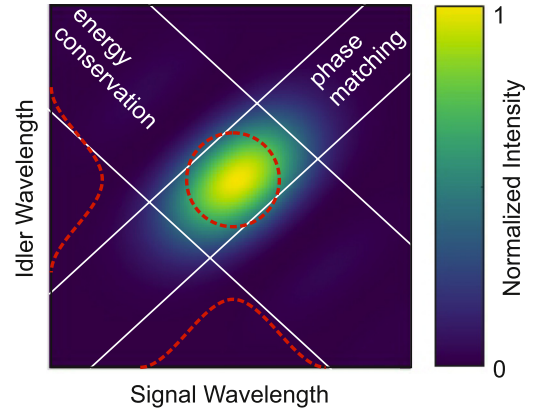 energy
conservation
phase
matching
Idler Wavelength
Signal Wavelength
1
Normalized Intensity
0